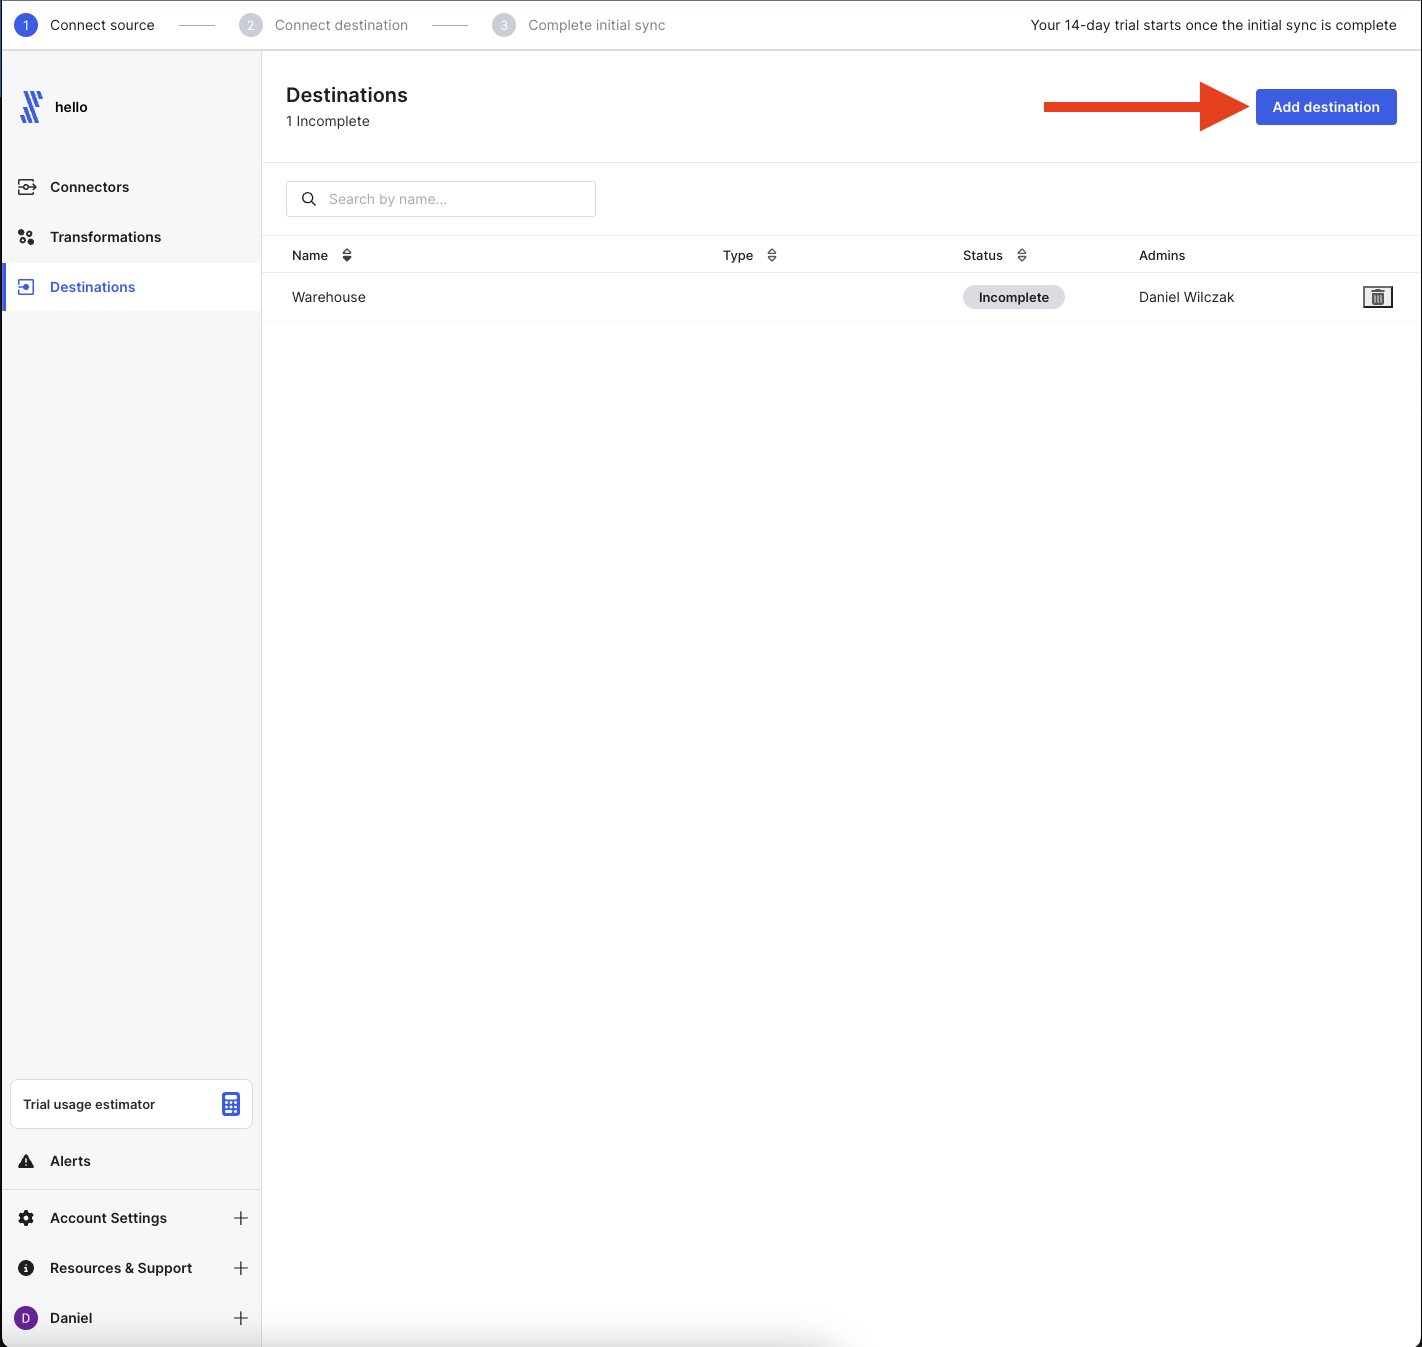 1 Connect source 2 Connect destination 3 Complete initial sync Your 14-day trial starts once the initial sync is complete
hello
Connectors
Transformations
Destinations
Destinations
1 Incomplete
Add destination
Search by name...
Name Type Status Admins
Warehouse Incomplete Daniel Wilczak
Trial usage estimator
Alerts
Account Settings
Resources & Support
D Daniel